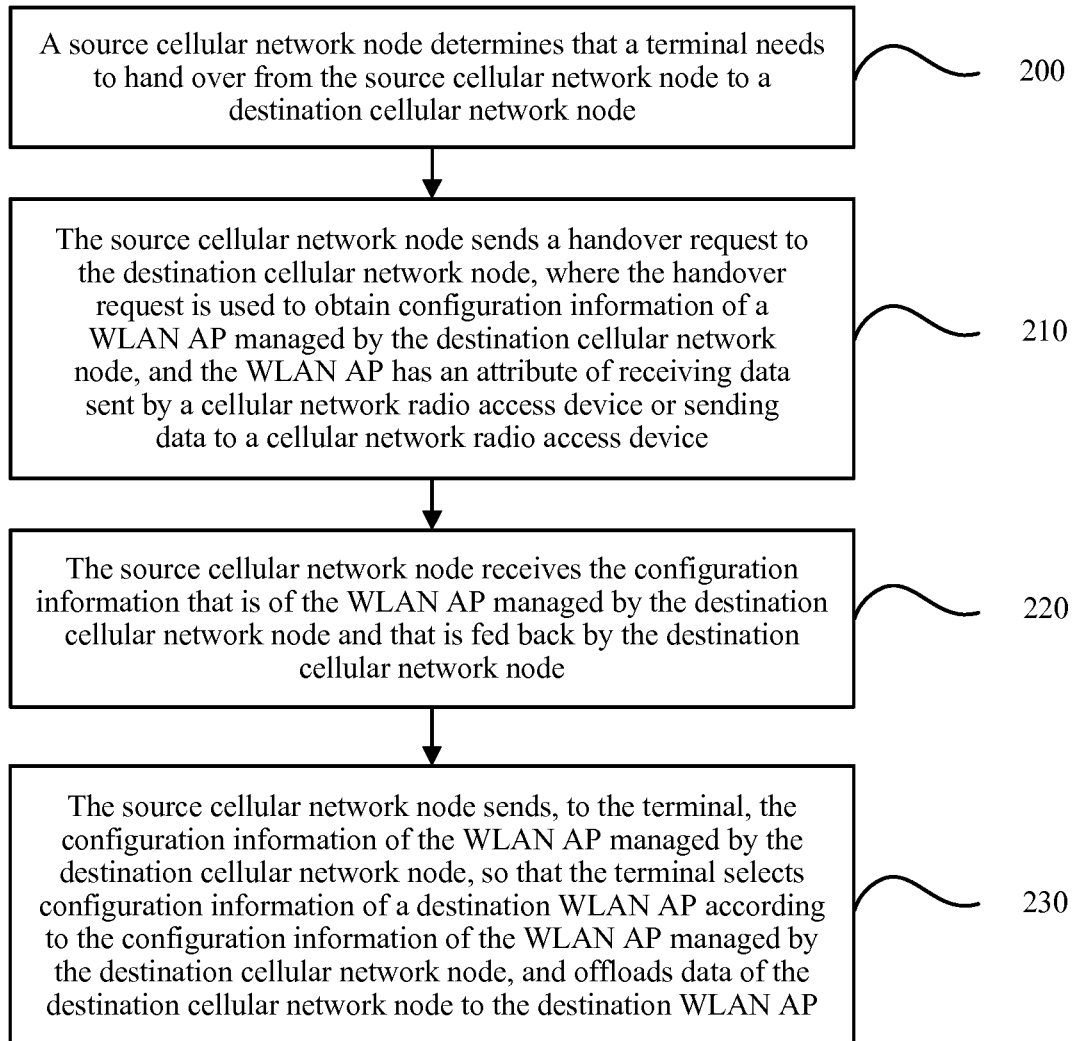 A source cellular network node determines that a terminal needs
to hand over from the source cellular network node to a
destination cellular network node
200
The source cellular network node sends a handover request to
the destination cellular network node, where the handover
request is used to obtain configuration information of a
WLAN AP managed by the destination cellular network
node, and the WLAN AP has an attribute of receiving data
sent by a cellular network radio access device or sending
data to a cellular network radio access device
210
The source cellular network node receives the configuration
information that is of the WLAN AP managed by the destination
cellular network node and that is fed back by the destination
cellular network node
220
The source cellular network node sends, to the terminal, the
configuration information of the WLAN AP managed by the
destination cellular network node, so that the terminal selects
configuration information of a destination WLAN AP according
to the configuration information of the WLAN AP managed by
the destination cellular network node, and offloads data of the
destination cellular network node to the destination WLAN AP
230